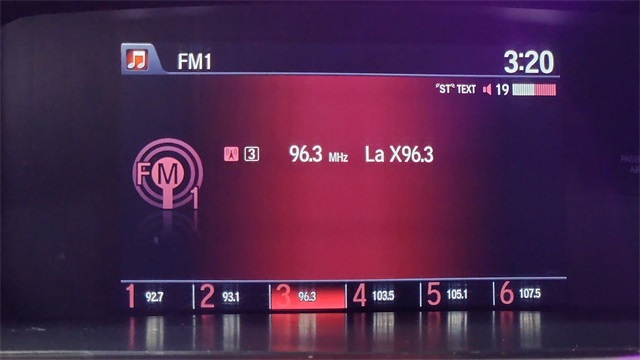 FM1
3:20
"ST" TEXT 19
FM 1
3 96.3 MHz La X96.3
1 92.7 2 93.1 3 96.3 4 103.5 5 105.1 6 107.5